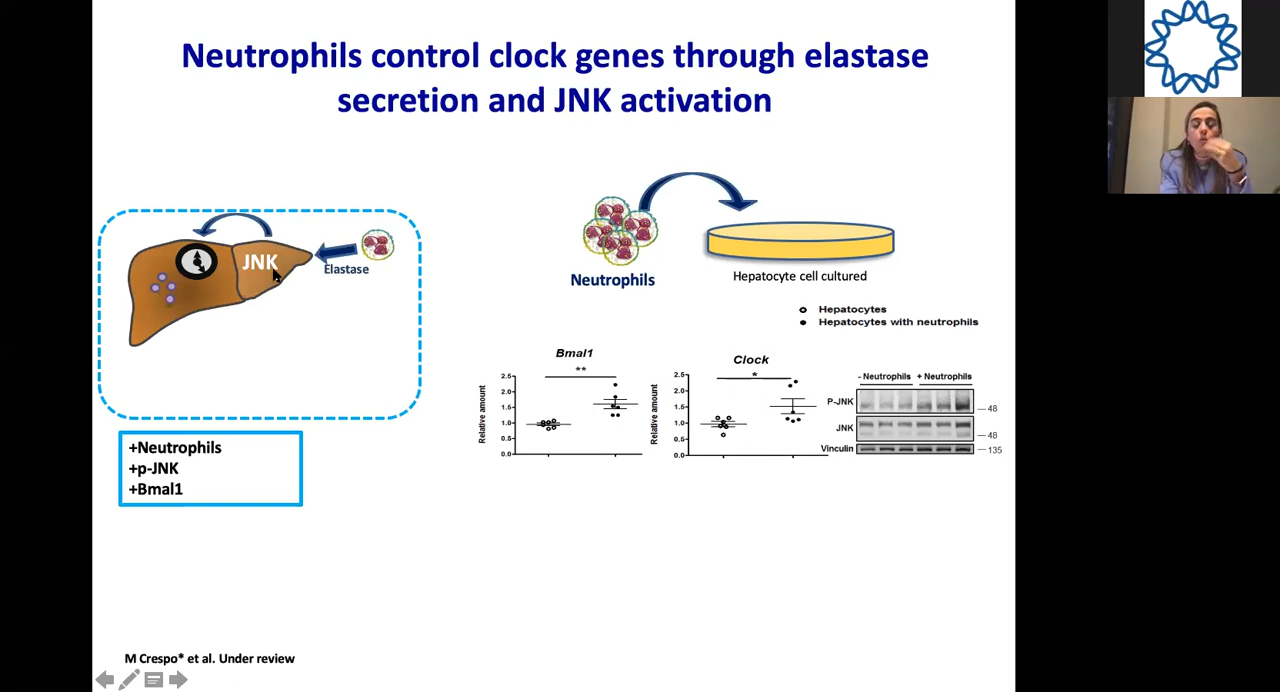 Neutrophils control clock genes through elastase
secretion and JNK activation
JNK
Elastase
+Neutrophils
+p-JNK
+Bmal1
Neutrophils
Hepatocyte cell cultured
Hepatocytes
Hepatocytes with neutrophils
Bmal1
**
Relative amount
2.5
2.0
1.5
1.0
0.5
0.0
Clock
*
Relative amount
2.5
2.0
1.5
1.0
0.5
0.0
- Neutrophils + Neutrophils
P-JNK
48
JNK
48
Vinculin
135
M Crespo* et al. Under review